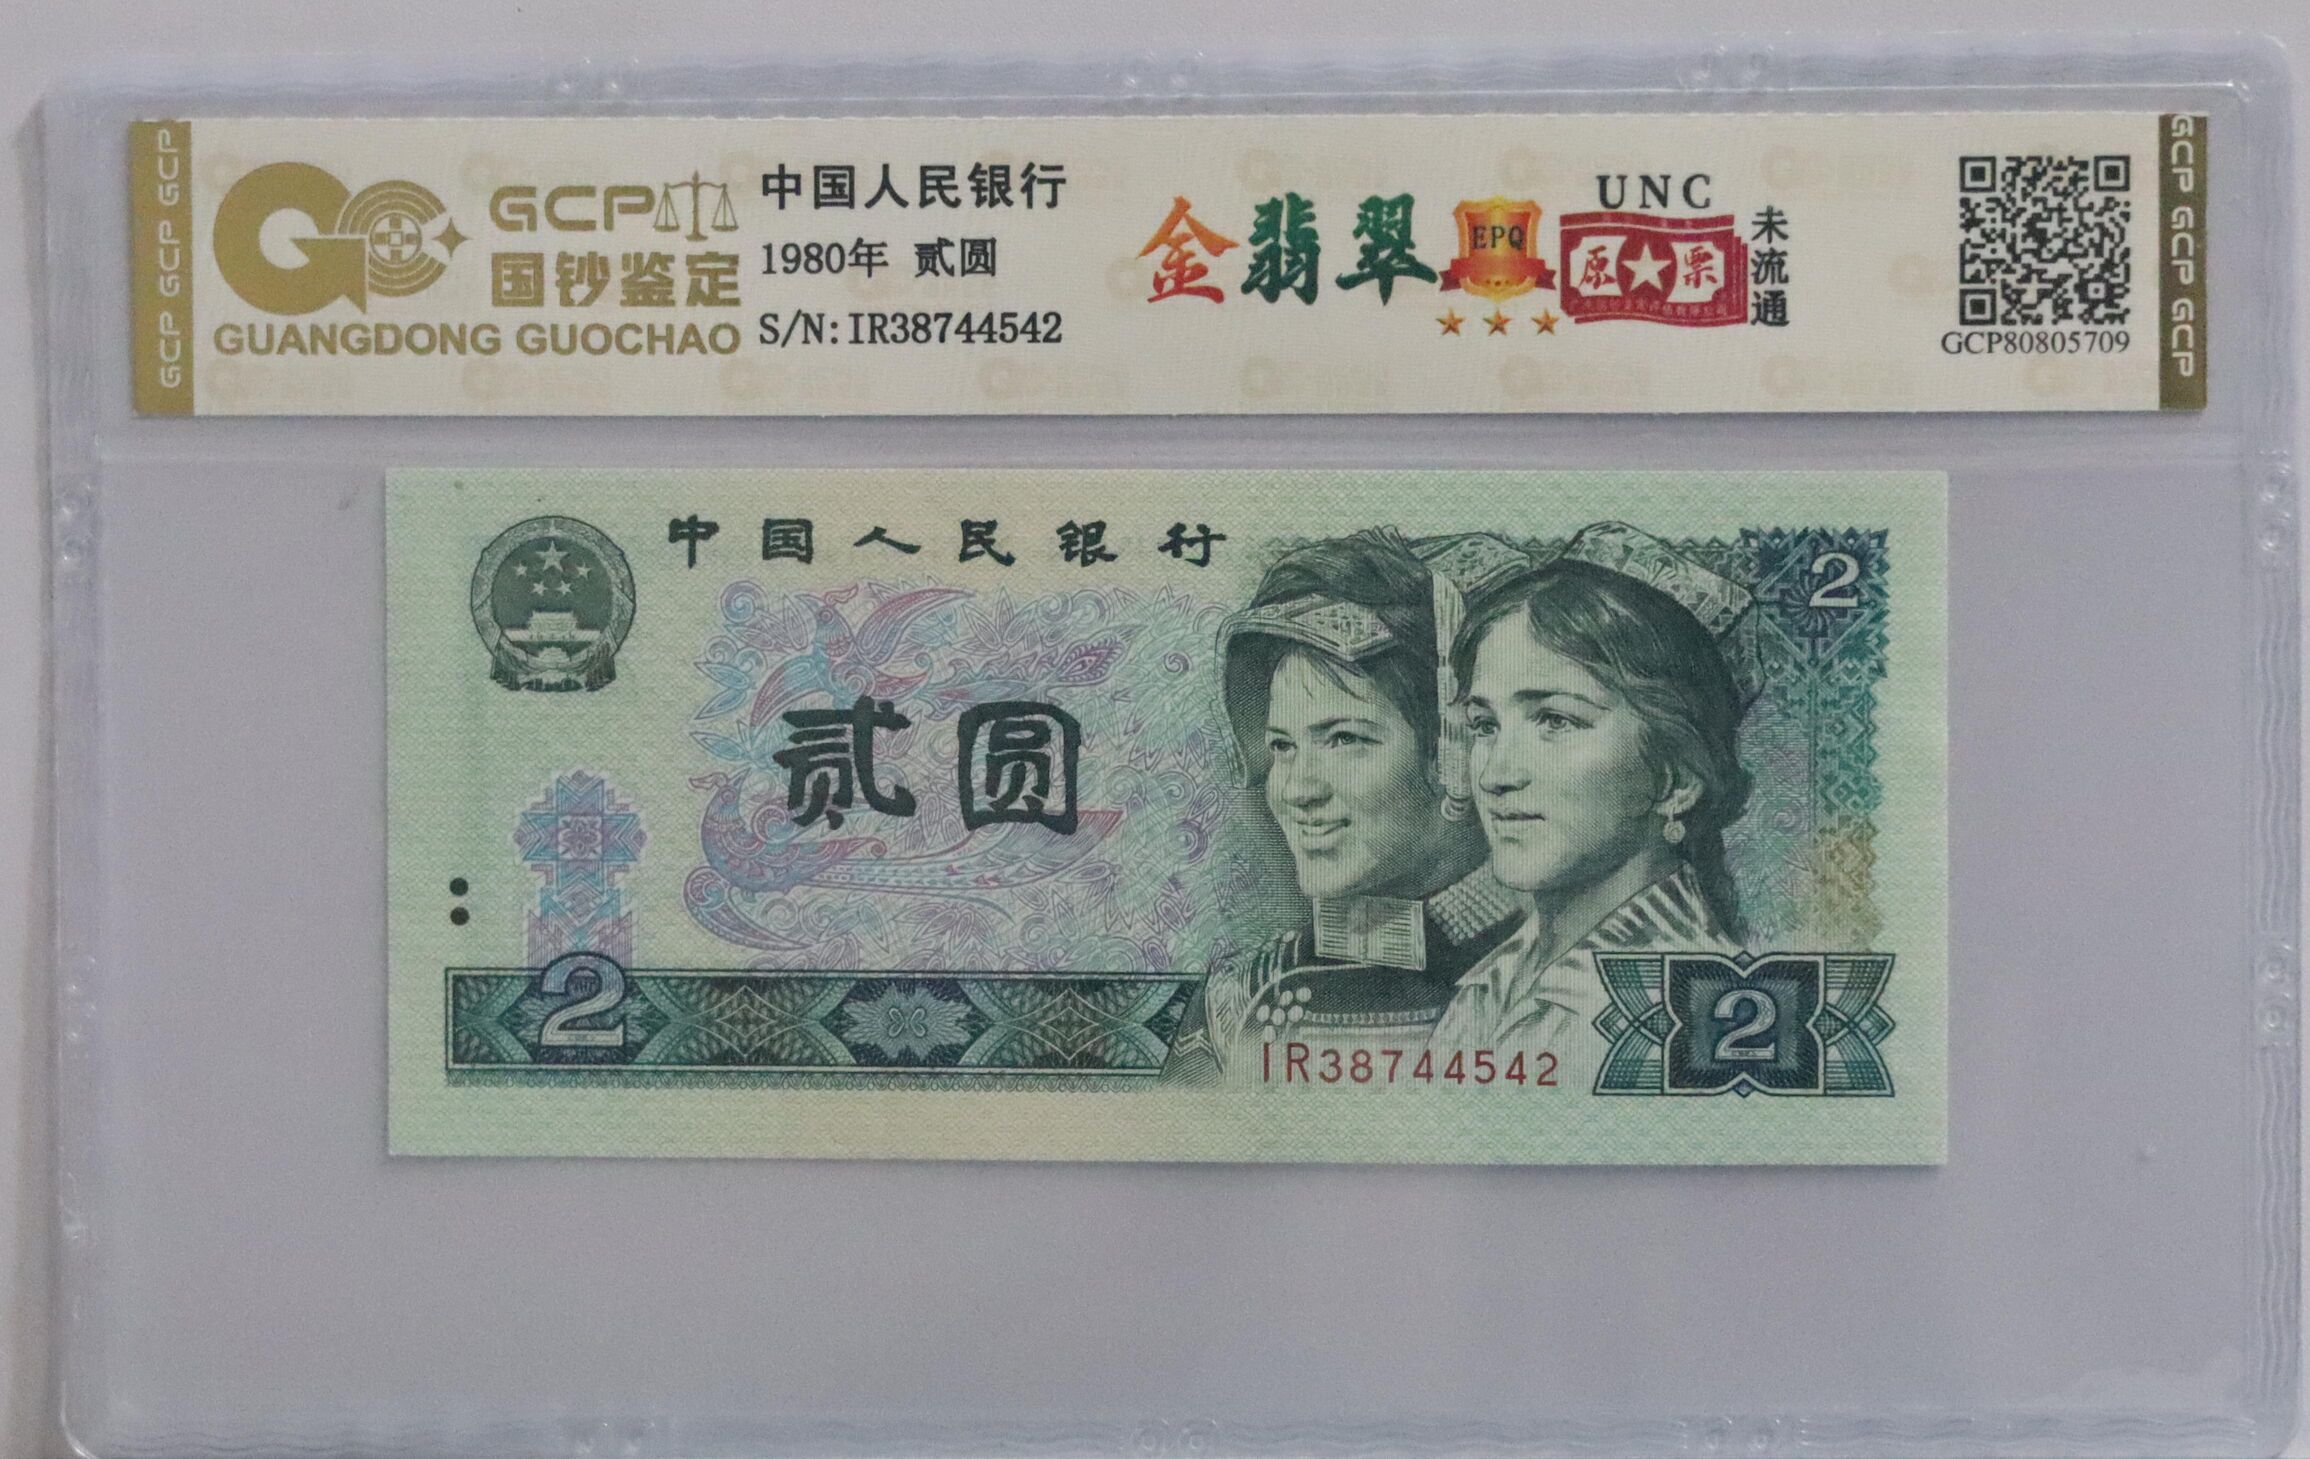 GCP GCP GCP
GCP
国钞鉴定
GUANGDONG GUOCHAO
中国人民银行
1980年 贰圆
S/N:IR38744542
金翡翠
EPQ
UNC
原★票
未流通
GCP80805709
GCP GCP GCP
中国人民银行
2
贰圆
2
2
IR38744542